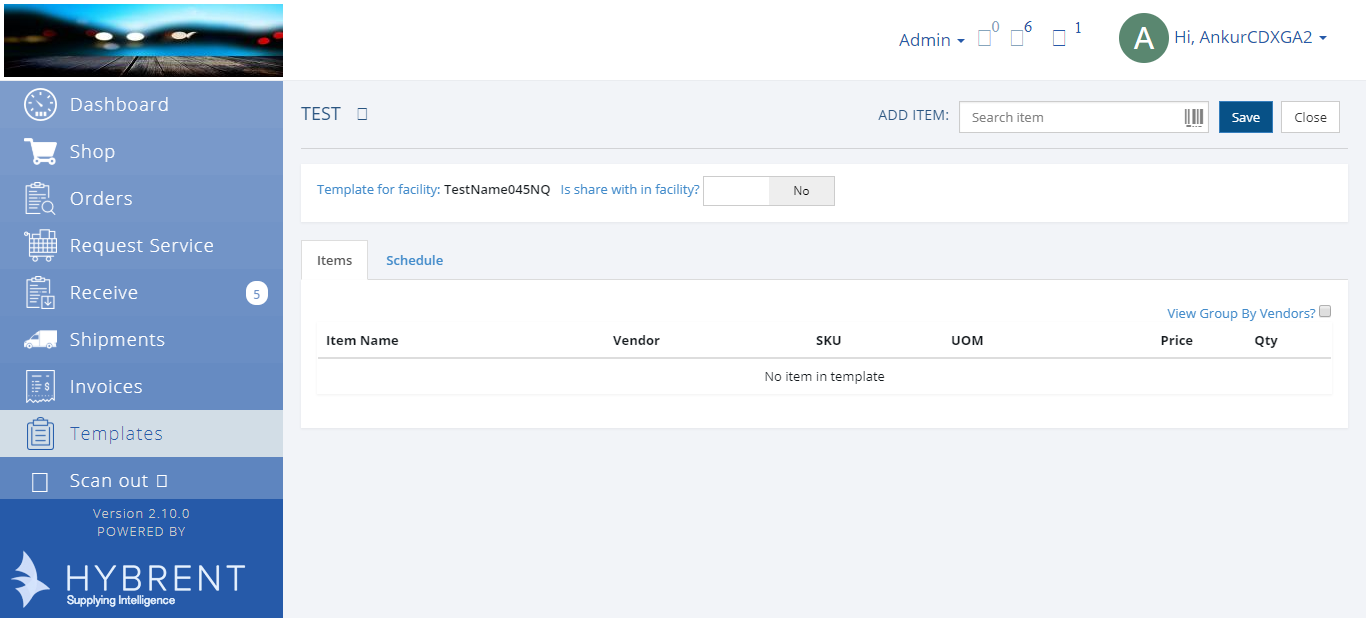 Admin 0 6 1 A Hi, AnkurCDXGA2
Dashboard
Shop
Orders
Request Service
Receive 5
Shipments
Invoices
Templates
Scan out
Version 2.10.0
POWERED BY
HYBRENT
Supplying Intelligence
TEST ADD ITEM: Search item Save Close
Template for facility: TestName045NQ Is share with in facility? No
Items Schedule
View Group By Vendors?
Item Name Vendor SKU UOM Price Qty
No item in template